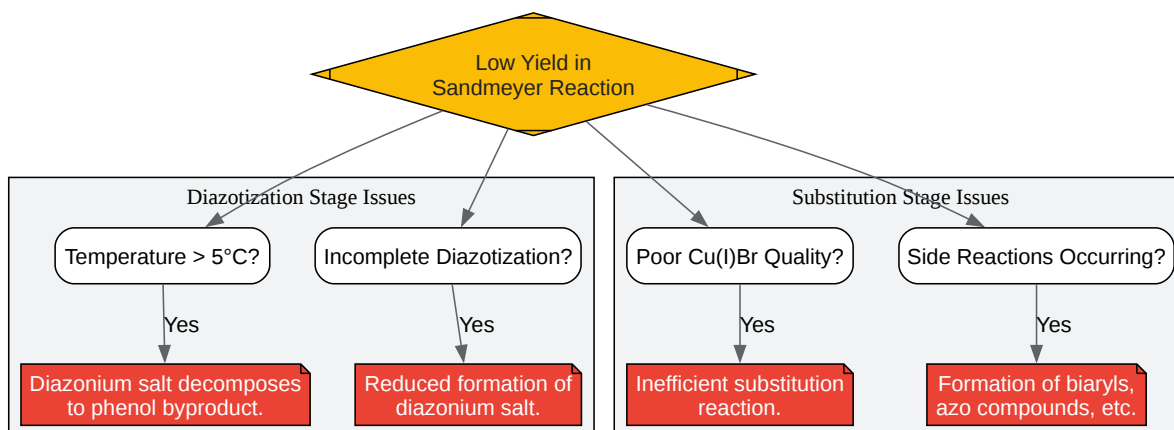 Low Yield in
Sandmeyer Reaction
Diazotization Stage Issues
Substitution Stage Issues
Temperature > 5°C?
Incomplete Diazotization?
Poor Cu(I)Br Quality?
Side Reactions Occurring?
Yes
Yes
Yes
Yes
Diazonium salt decomposes
to phenol byproduct.
Reduced formation of
diazonium salt.
Inefficient substitution
reaction.
Formation of biaryls,
azo compounds, etc.